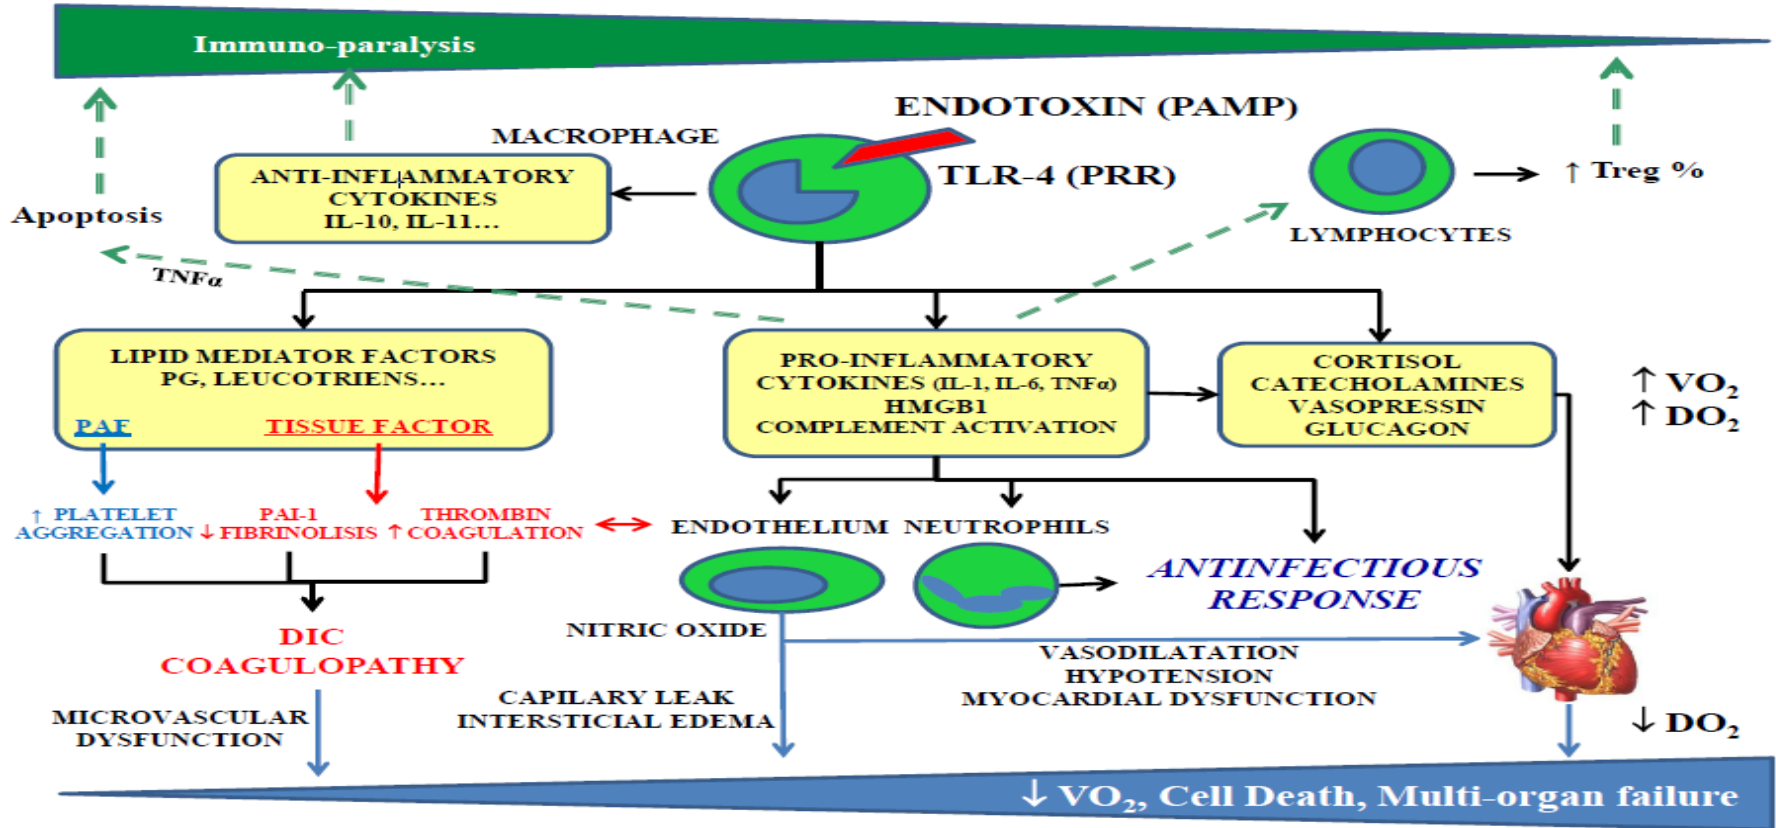 Immuno-paralysis
ENDOTOXIN (PAMP)
MACROPHAGE
TLR-4 (PRR)
ANTI-INFLAMMATORY
CYTOKINES
IL-10, IL-11...
Apoptosis
TNFα
↑ Treg %
LYMPHOCYTES
LIPID MEDIATOR FACTORS
PG, LEUCOTRIENS...
PAF
TISSUE FACTOR
PRO-INFLAMMATORY
CYTOKINES (IL-1, IL-6, TNFα)
HMGB1
COMPLEMENT ACTIVATION
CORTISOL
CATECHOLAMINES
VASOPRESSIN
GLUCAGON
↑ VO₂
↑ DO₂
↑ PLATELET
AGGREGATION
PAI-1
↓ FIBRINOLISIS
THROMBIN
↑ COAGULATION
ENDOTHELIUM
NEUTROPHILS
ANTINFECTIOUS
RESPONSE
DIC
COAGULOPATHY
NITRIC OXIDE
VASODILATATION
HYPOTENSION
MYOCARDIAL DYSFUNCTION
CAPILARY LEAK
INTERSTICIAL EDEMA
MICROVASCULAR
DYSFUNCTION
↓ DO₂
↓ VO₂, Cell Death, Multi-organ failure